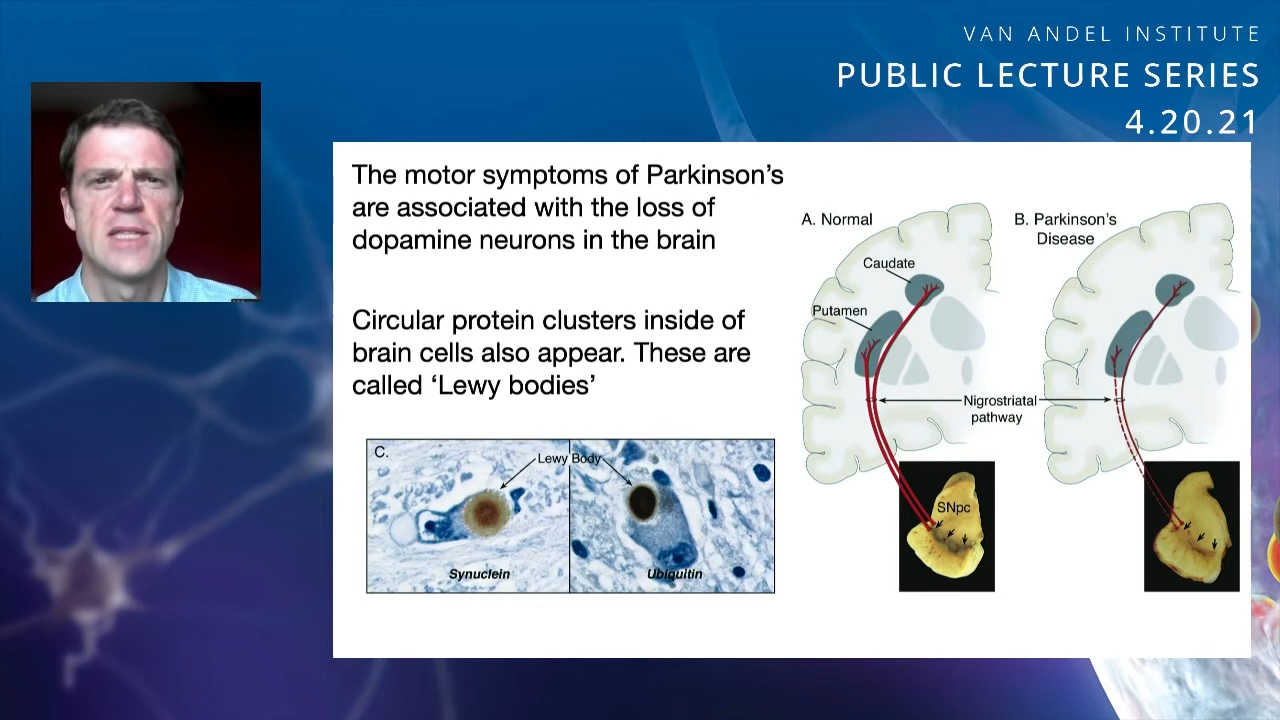 VAN ANDEL INSTITUTE
PUBLIC LECTURE SERIES
4.20.21
The motor symptoms of Parkinson's
are associated with the loss of
dopamine neurons in the brain
Circular protein clusters inside of
brain cells also appear. These are
called ‘Lewy bodies’
C.
Lewy Body
Synuclein
Ubiquitin
A. Normal
Caudate
Putamen
B. Parkinson's
Disease
Nigrostriatal
pathway
SNpc